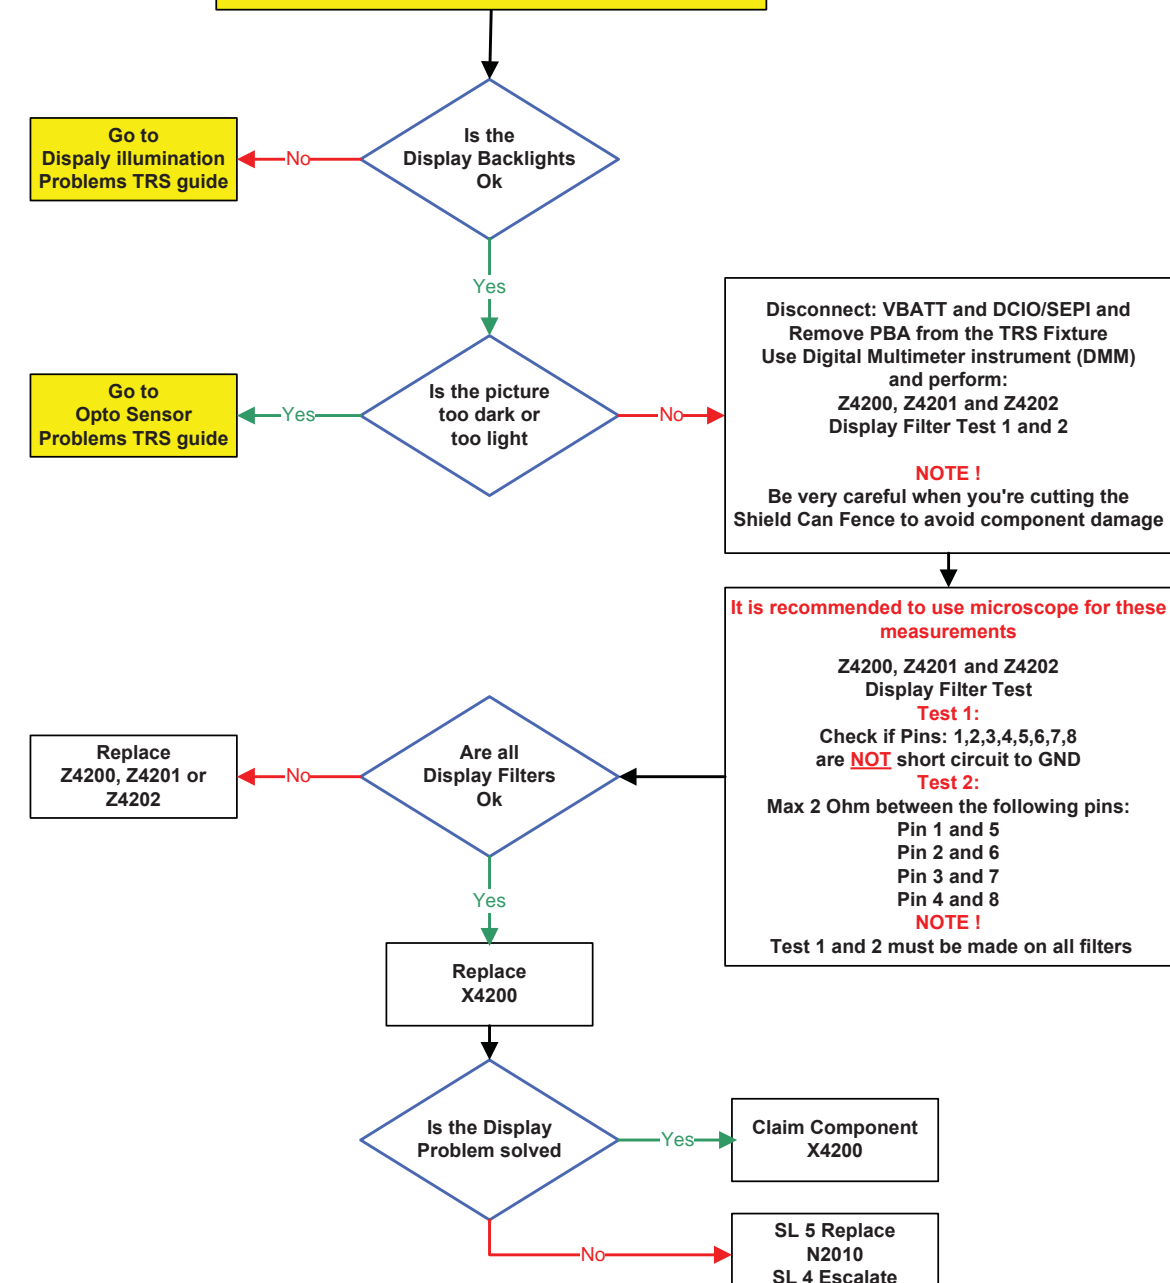 Is the
Display Backlights
Ok
No
Go to
Dispaly illumination
Problems TRS guide
Yes
Is the picture
too dark or
too light
Yes
Go to
Opto Sensor
Problems TRS guide
No
Disconnect: VBATT and DCIO/SEPI and
Remove PBA from the TRS Fixture
Use Digital Multimeter instrument (DMM)
and perform:
Z4200, Z4201 and Z4202
Display Filter Test 1 and 2
NOTE !
Be very careful when you're cutting the
Shield Can Fence to avoid component damage
It is recommended to use microscope for these
measurements
Z4200, Z4201 and Z4202
Display Filter Test
Test 1:
Check if Pins: 1,2,3,4,5,6,7,8
are NOT short circuit to GND
Test 2:
Max 2 Ohm between the following pins:
Pin 1 and 5
Pin 2 and 6
Pin 3 and 7
Pin 4 and 8
NOTE !
Test 1 and 2 must be made on all filters
Are all
Display Filters
Ok
No
Replace
Z4200, Z4201 or
Z4202
Yes
Replace
X4200
Is the Display
Problem solved
Yes
Claim Component
X4200
No
SL 5 Replace
N2010
SL 4 Escalate